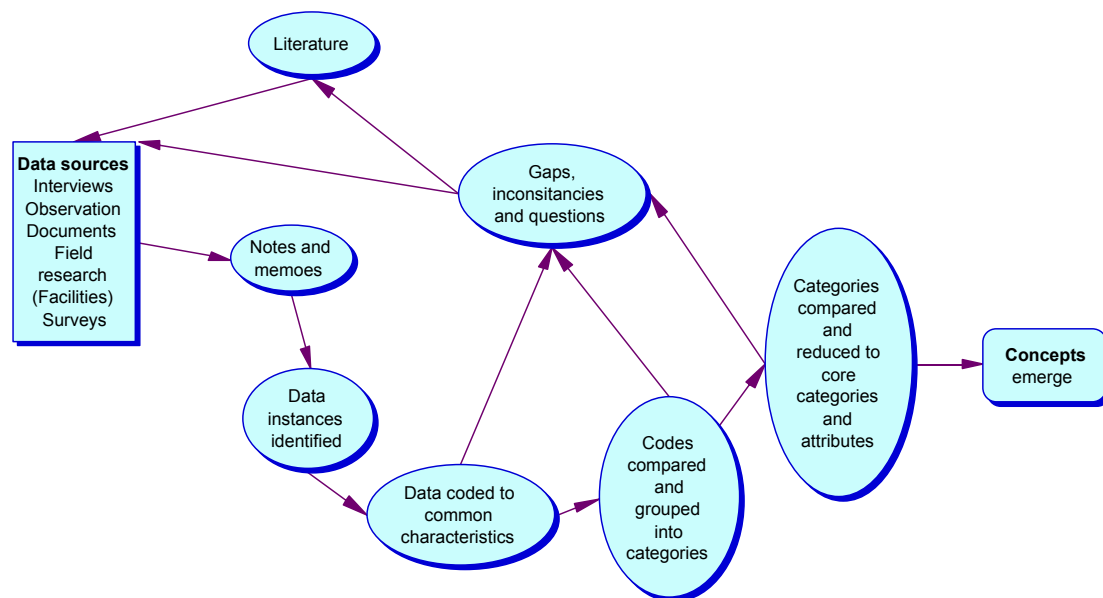 Literature
Data sources
Interviews
Observation
Documents
Field
research
(Facilities)
Surveys
Gaps,
inconsitancies
and questions
Notes and
memoes
Data
instances
identified
Data coded to
common
characteristics
Codes
compared
and
grouped
into
categories
Categories
compared
and
reduced to
core
categories
and
attributes
Concepts
emerge